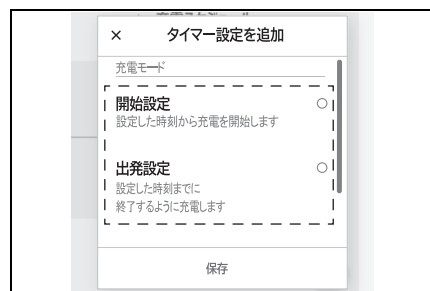 × タイマー設定を追加
充電モード
開始設定
設定した時刻から充電を開始します
出発設定
設定した時刻までに
終了するように充電します
保存